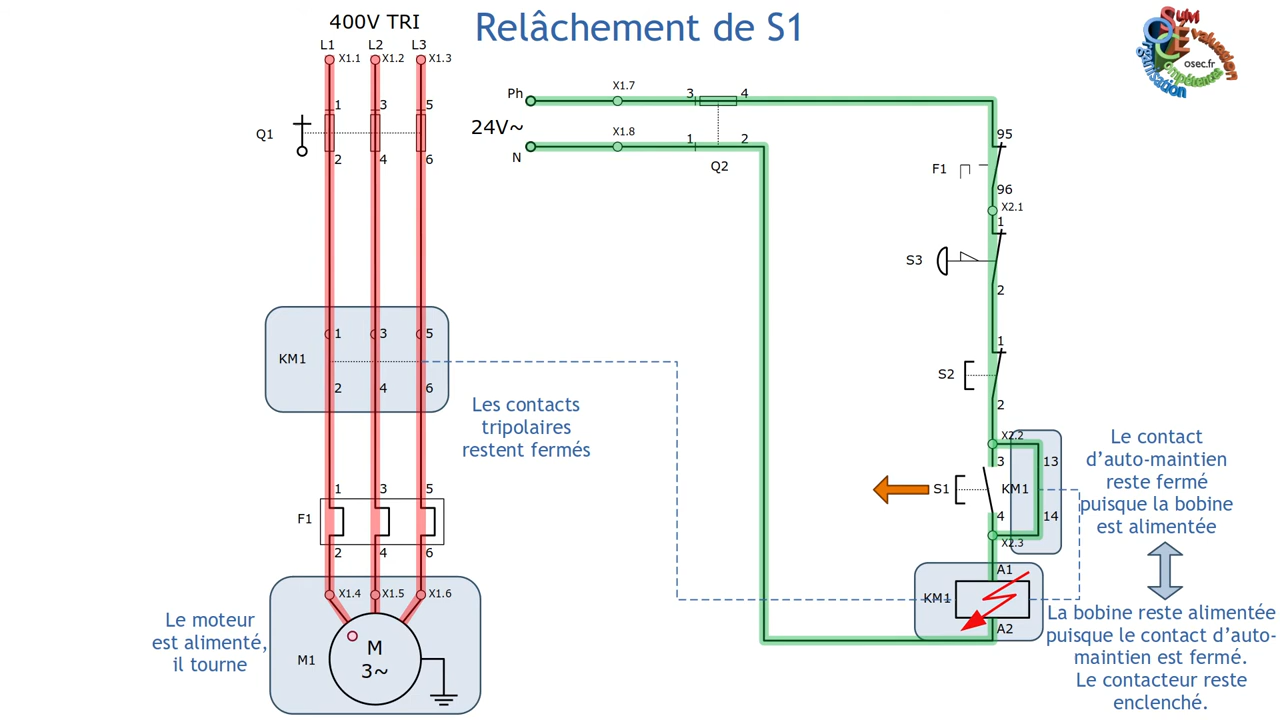 Relâchement de S1
400V TRI
L1 L2 L3
X1.1 X1.2 X1.3
Suivi
Évaluation
Organisation
Compétences
osec.fr
Ph X1.7 3 4
24V~
N X1.8 1 2
Q2
Q1
1 3 5
2 4 6
95
F1
96
X2.1
1
S3
2
1
S2
2
KM1
1 3 5
2 4 6
Les contacts
tripolaires
restent fermés
X2.2
3 13
S1 KM1
4 14
X2.3
Le contact
d’auto-maintien
reste fermé
puisque la bobine
est alimentée
F1
1 3 5
2 4 6
X1.4 X1.5 X1.6
A1
KM1
A2
La bobine reste alimentée
puisque le contact d’auto-
maintien est fermé.
Le contacteur reste
enclenché.
Le moteur
est alimenté,
il tourne
M1
M
3~